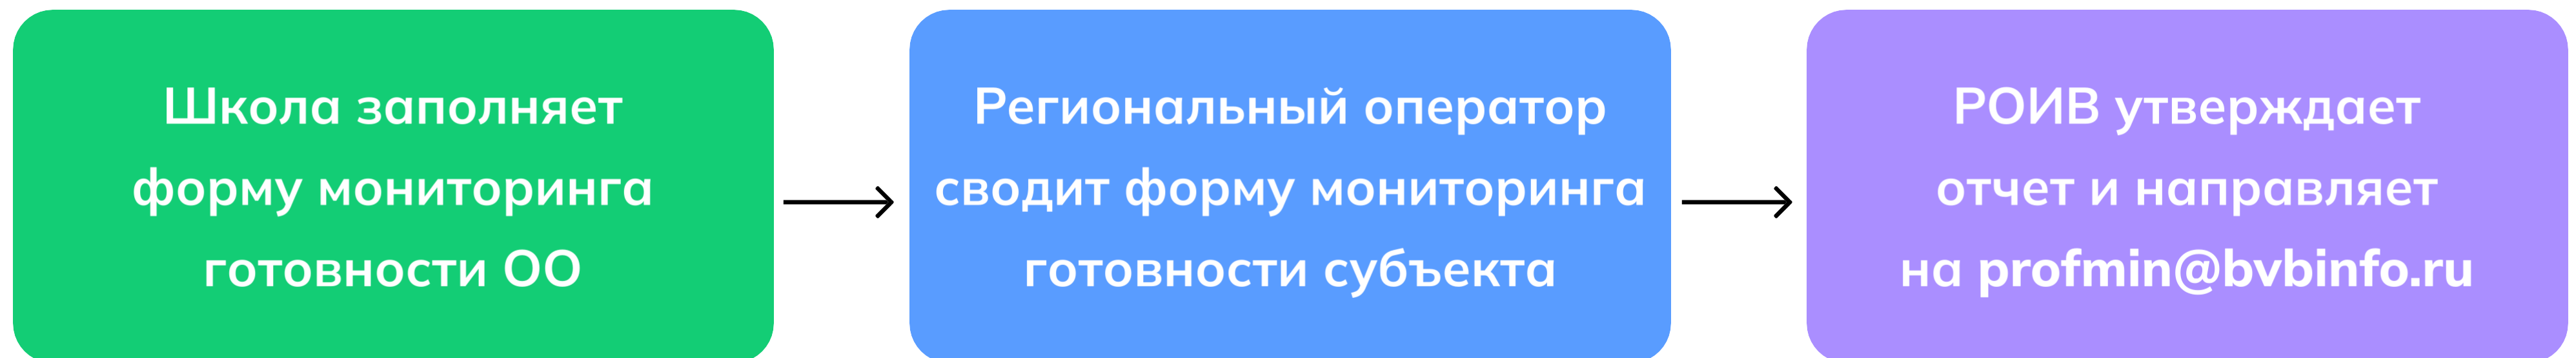 Школа заполняет
форму мониторинга
готовности ОО
Региональный оператор
сводит форму мониторинга
готовности субъекта
РОИВ утверждает
отчет и направляет
на profmin@bvbinfo.ru